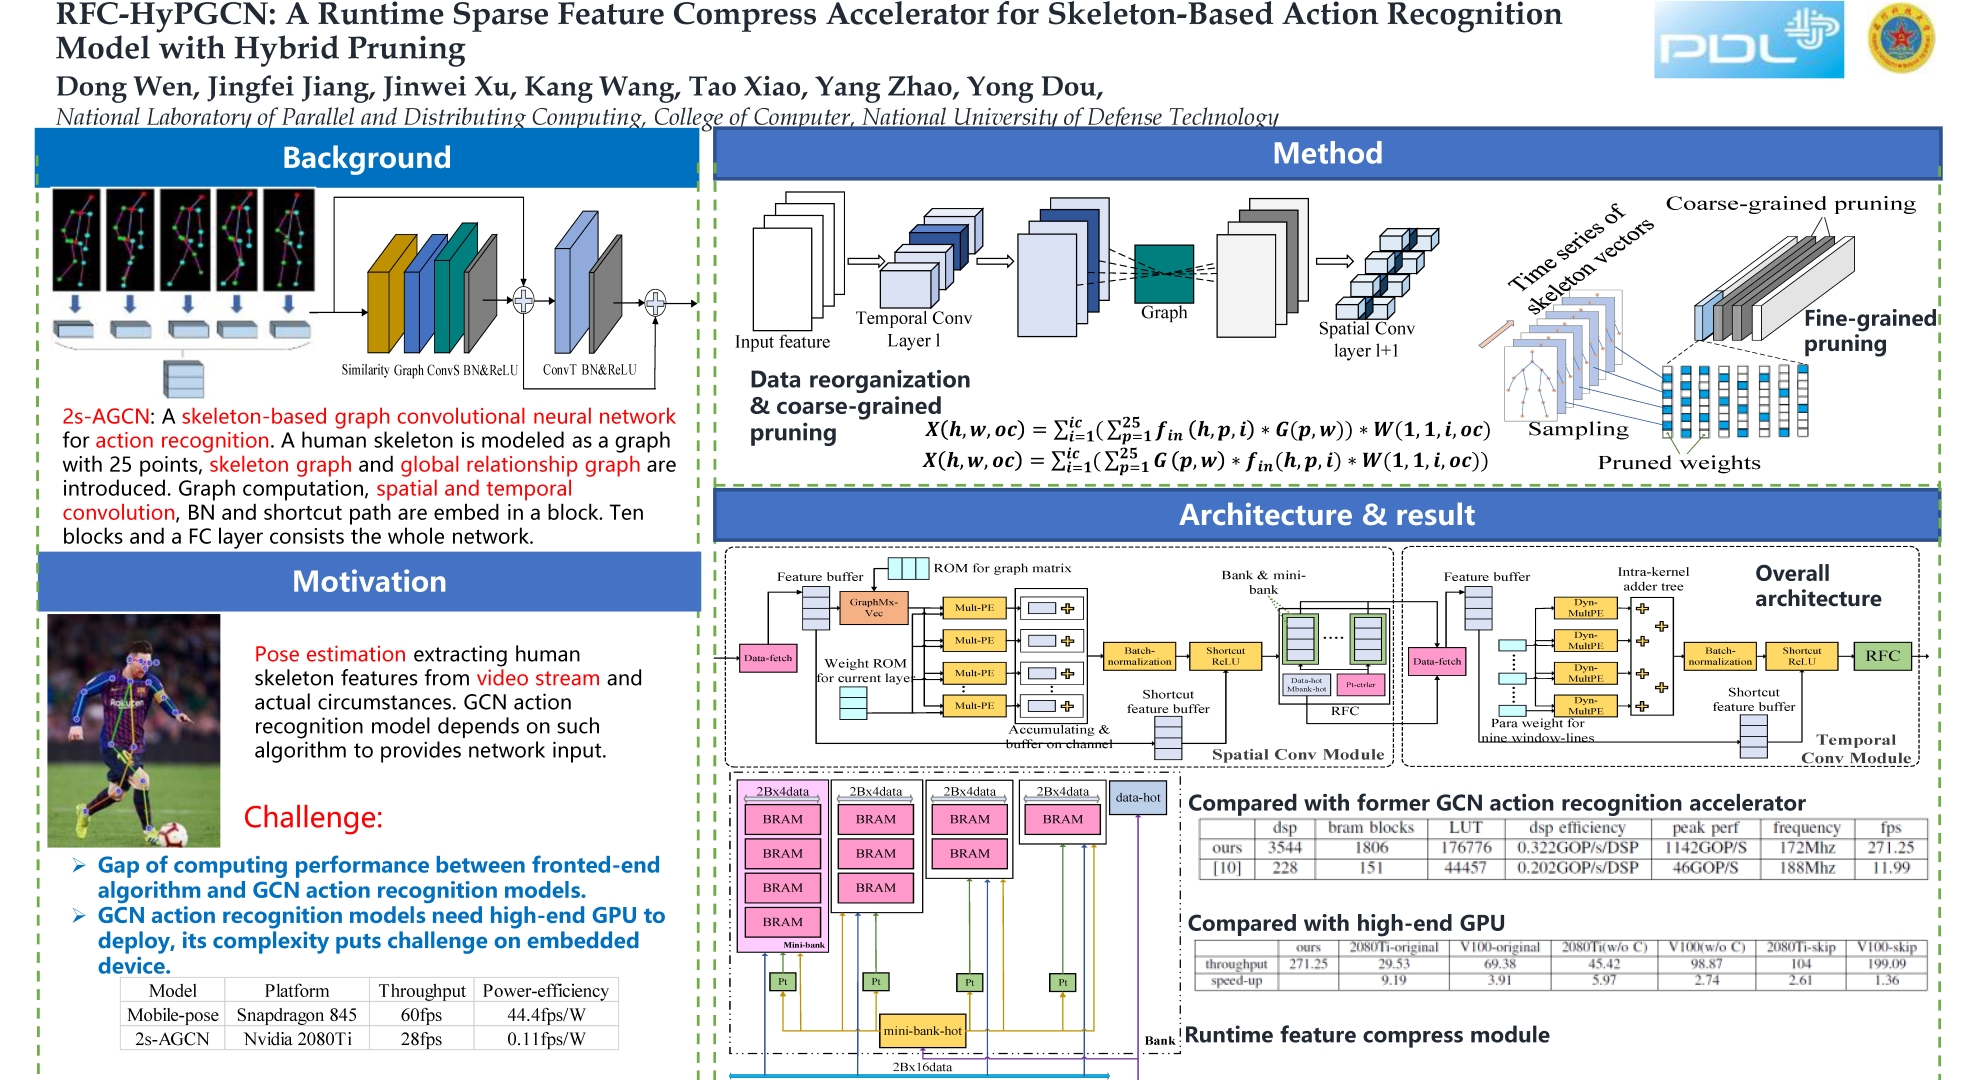 RFC-HyPGCN: A Runtime Sparse Feature Compress Accelerator for Skeleton-Based Action Recognition
Model with Hybrid Pruning
Dong Wen, Jingfei Jiang, Jinwei Xu, Kang Wang, Tao Xiao, Yang Zhao, Yong Dou,
National Laboratory of Parallel and Distributing Computing, College of Computer, National University of Defense Technology
PDL
Background
Similarity Graph ConvS BN&ReLU ConvT BN&ReLU
2s-AGCN: A skeleton-based graph convolutional neural network
for action recognition. A human skeleton is modeled as a graph
with 25 points, skeleton graph and global relationship graph are
introduced. Graph computation, spatial and temporal
convolution, BN and shortcut path are embed in a block. Ten
blocks and a FC layer consists the whole network.
Motivation
Pose estimation extracting human
skeleton features from video stream and
actual circumstances. GCN action
recognition model depends on such
algorithm to provides network input.
Challenge:
➢ Gap of computing performance between fronted-end
algorithm and GCN action recognition models.
➢ GCN action recognition models need high-end GPU to
deploy, its complexity puts challenge on embedded
device.
Model Platform Throughput Power-efficiency
Mobile-pose Snapdragon 845 60fps 44.4fps/W
2s-AGCN Nvidia 2080Ti 28fps 0.11fps/W
Method
Input feature
Temporal Conv
Layer l
Graph
Spatial Conv
layer l+1
Data reorganization
& coarse-grained
pruning
X(h,w,oc) = ∑_{i=1}^{ic}(∑_{p=1}^{25} f_{in} (h,p,i) ∗ G(p,w)) ∗ W(1,1,i,oc)
X(h,w,oc) = ∑_{i=1}^{ic}(∑_{p=1}^{25} G(p,w) ∗ f_{in}(h,p,i) ∗ W(1,1,i,oc))
Time series of
skeleton vectors
Coarse-grained pruning
Fine-grained
pruning
Sampling
Pruned weights
Architecture & result
Feature buffer
ROM for graph matrix
GraphMx-
Vec
Data-fetch
Weight ROM
for current layer
Mult-PE
Mult-PE
Mult-PE
Mult-PE
Accumulating &
buffer on channel
Batch-
normalization
Shortcut
ReLU
Shortcut
feature buffer
Bank & mini-
bank
Data-hot
Mbank-hot
Pt-ctrler
RFC
Spatial Conv Module
Data-fetch
Feature buffer
Dyn-
MultPE
Dyn-
MultPE
Dyn-
MultPE
Dyn-
MultPE
Para weight for
nine window-lines
Intra-kernel
adder tree
Overall
architecture
Batch-
normalization
Shortcut
ReLU
RFC
Shortcut
feature buffer
Temporal
Conv Module
2Bx4data 2Bx4data 2Bx4data 2Bx4data data-hot
BRAM BRAM BRAM BRAM
BRAM BRAM BRAM
BRAM BRAM
BRAM
Mini-bank
Pt Pt Pt Pt
mini-bank-hot
Bank
2Bx16data
Compared with former GCN action recognition accelerator
dsp bram blocks LUT dsp efficiency peak perf frequency fps
ours 3544 1806 176776 0.322GOP/s/DSP 1142GOP/S 172Mhz 271.25
[10] 228 151 44457 0.202GOP/s/DSP 46GOP/S 188Mhz 11.99
Compared with high-end GPU
ours 2080Ti-original V100-original 2080Ti(w/o C) V100(w/o C) 2080Ti-skip V100-skip
throughput 271.25 29.53 69.38 45.42 98.87 104 199.09
speed-up 9.19 3.91 5.97 2.74 2.61 1.36
Runtime feature compress module